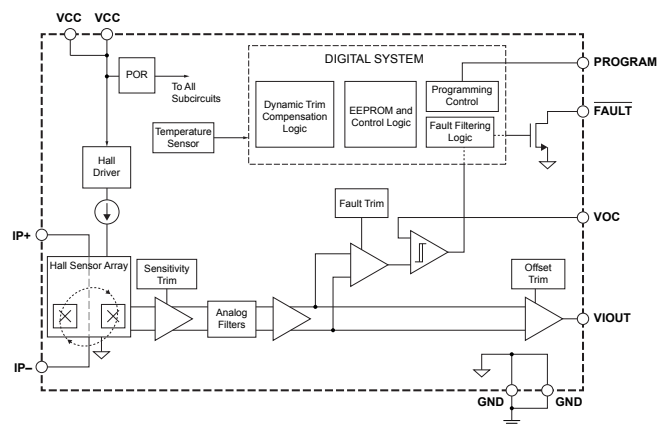 VCC
VCC
POR
To All
Subcircuits
Hall
Driver
Temperature
Sensor
DIGITAL SYSTEM
Dynamic Trim
Compensation
Logic
EEPROM and
Control Logic
Programming
Control
Fault Filtering
Logic
PROGRAM
FAULT
Fault Trim
VOC
IP+
Hall Sensor Array
Sensitivity
Trim
Analog
Filters
Offset
Trim
VIOUT
IP–
GND
GND